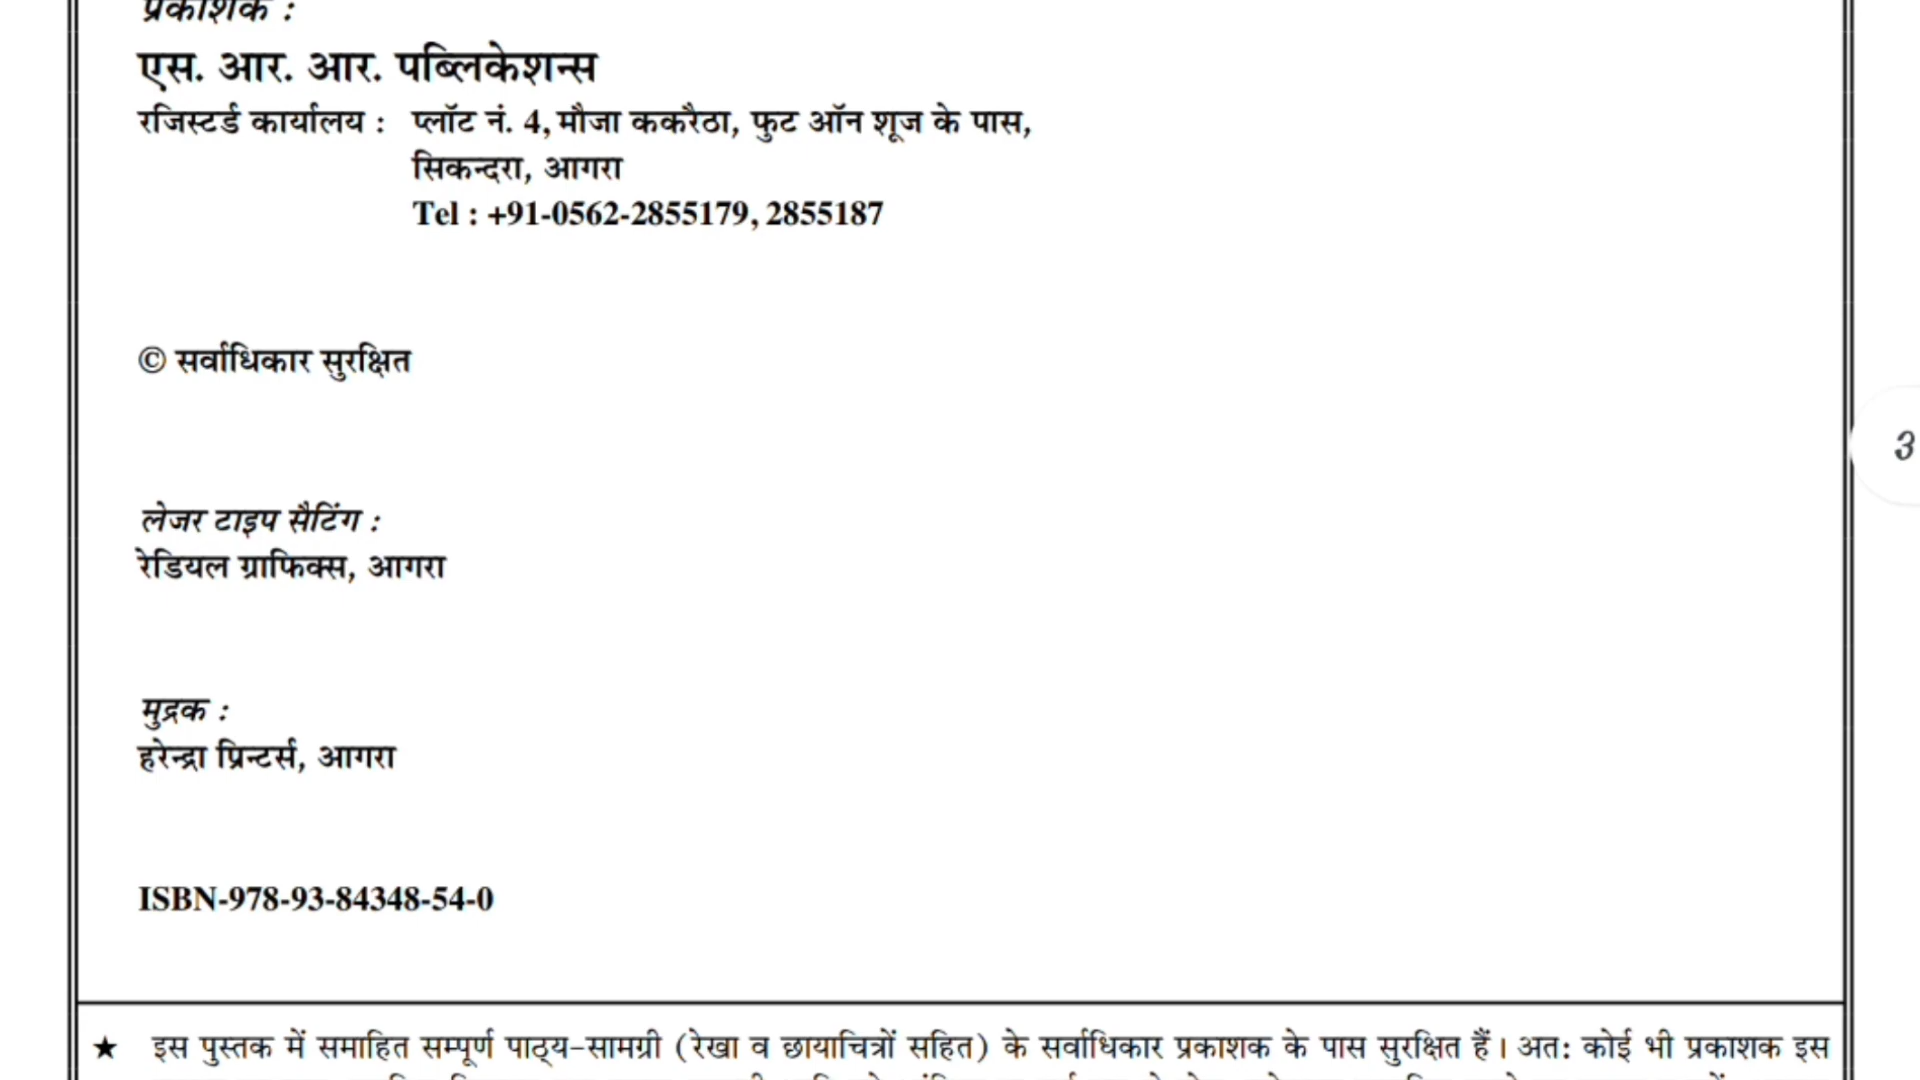 प्रकाशक :
एस. आर. आर. पब्लिकेशन्स
रजिस्टर्ड कार्यालय : प्लॉट नं. 4, मौजा ककरैठा, फुट ऑन शूज के पास,
सिकन्दरा, आगरा
Tel : +91-0562-2855179, 2855187
© सर्वाधिकार सुरक्षित
3
लेजर टाइप सैटिंग :
रेडियल ग्राफिक्स, आगरा
मुद्रक :
हरेन्द्रा प्रिन्टर्स, आगरा
ISBN-978-93-84348-54-0
★ इस पुस्तक में समाहित सम्पूर्ण पाठ्य-सामग्री (रेखा व छायाचित्रों सहित) के सर्वाधिकार प्रकाशक के पास सुरक्षित हैं। अत: कोई भी प्रकाशक इस